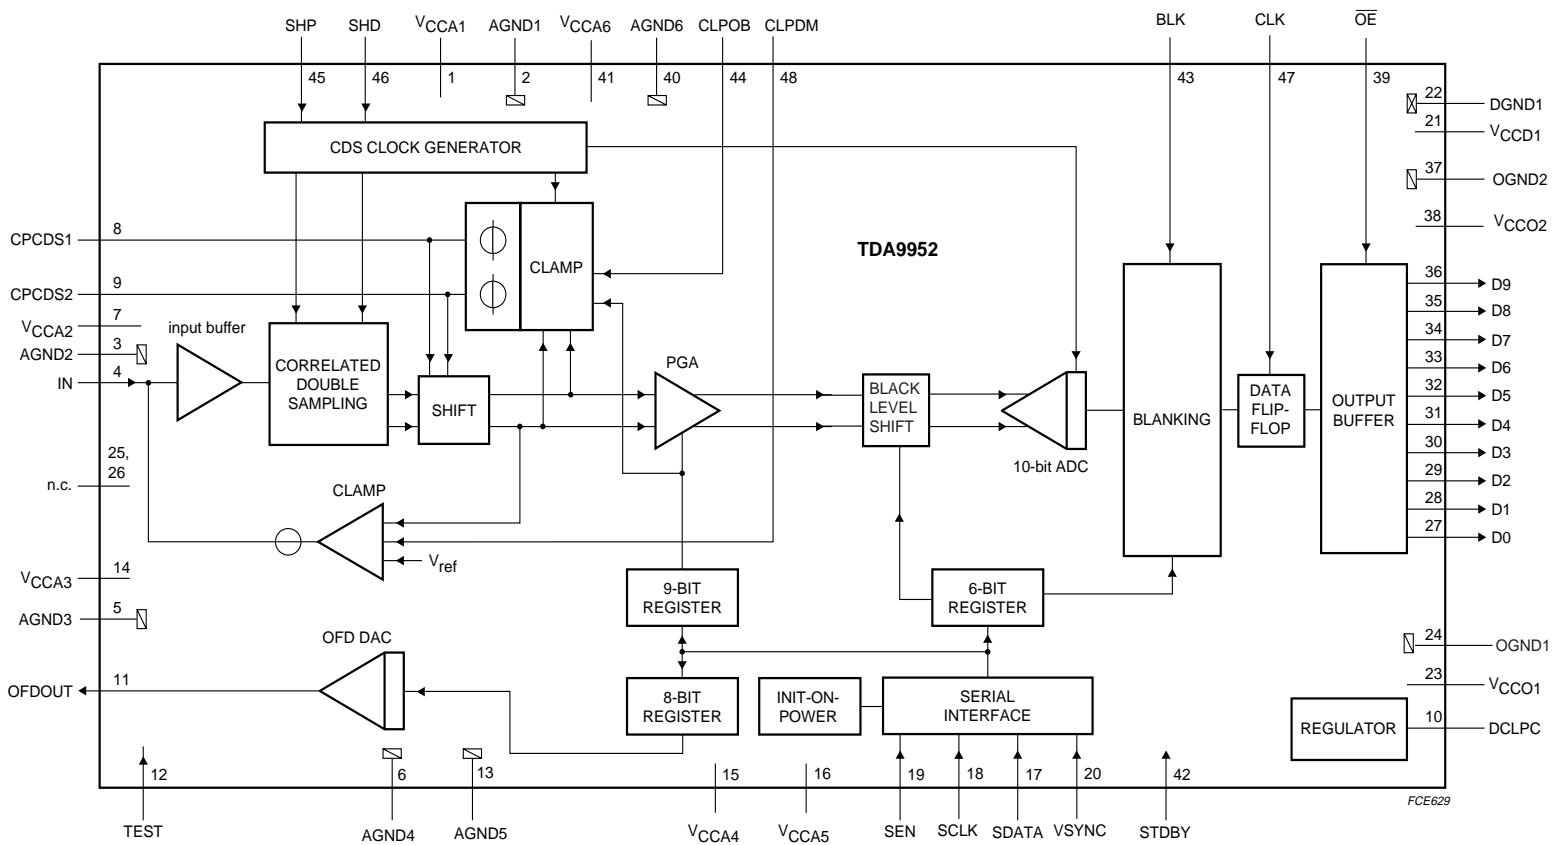 SHP
SHD
VCCA1
AGND1
VCCA6
AGND6
CLPOB
CLPDM
BLK
CLK
OE
45
46
1
2
41
40
44
48
43
47
39
22
DGND1
21
VCCD1
37
OGND2
38
VCCO2
CDS CLOCK GENERATOR
CPCDS1
8
CPCDS2
9
CLAMP
TDA9952
VCCA2
7
AGND2
3
IN
4
input buffer
CORRELATED
DOUBLE
SAMPLING
SHIFT
PGA
BLACK
LEVEL
SHIFT
10-bit ADC
BLANKING
DATA
FLIP-
FLOP
OUTPUT
BUFFER
36
D9
35
D8
34
D7
33
D6
32
D5
31
D4
30
D3
29
D2
28
D1
27
D0
25,
26
n.c.
CLAMP
Vref
VCCA3
14
AGND3
5
9-BIT
REGISTER
6-BIT
REGISTER
OFD DAC
OFDOUT
11
8-BIT
REGISTER
INIT-ON-
POWER
SERIAL
INTERFACE
24
OGND1
23
VCCO1
REGULATOR
10
DCLPC
12
6
13
15
16
19
18
17
20
42
FCE629
TEST
AGND4
AGND5
VCCA4
VCCA5
SEN
SCLK
SDATA
VSYNC
STDBY